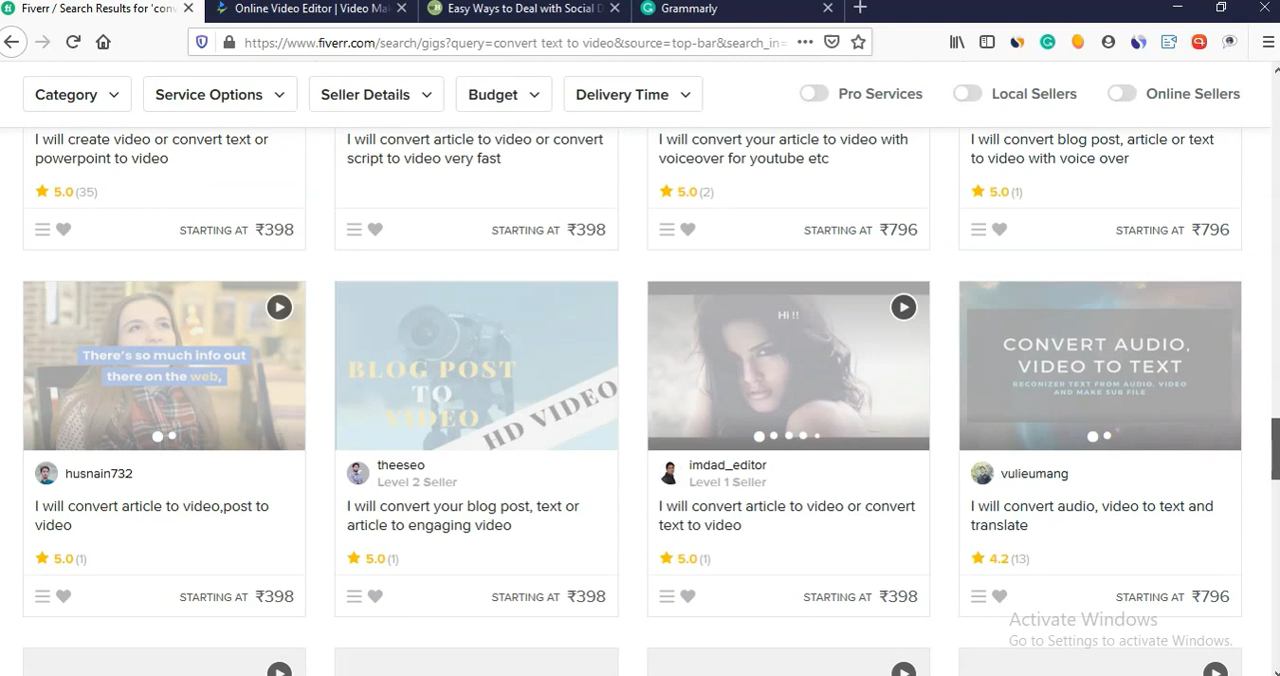 Fiverr / Search Results for 'con
Online Video Editor | Video Ma
Easy Ways to Deal with Social D
Grammarly
https://www.fiverr.com/search/gigs?query=convert text to video&source=top-bar&search_in=
Category
Service Options
Seller Details
Budget
Delivery Time
Pro Services
Local Sellers
Online Sellers
I will create video or convert text or
powerpoint to video
5.0 (35)
STARTING AT ₹398
I will convert article to video or convert
script to video very fast
STARTING AT ₹398
I will convert your article to video with
voiceover for youtube etc
5.0 (2)
STARTING AT ₹796
I will convert blog post, article or text
to video with voice over
5.0 (1)
STARTING AT ₹796
There's so much info out
there on the web,
husnain732
I will convert article to video,post to
video
5.0 (1)
STARTING AT ₹398
BLOG POST
TO
VIDEO
HD VIDEO
theeseo
Level 2 Seller
I will convert your blog post, text or
article to engaging video
5.0 (1)
STARTING AT ₹398
Hi !!
imdad_editor
Level 1 Seller
I will convert article to video or convert
text to video
5.0 (1)
STARTING AT ₹398
CONVERT AUDIO,
VIDEO TO TEXT
RECONIZER TEXT FROM AUDIO, VIDEO
AND MAKE SUB FILE
vulieumang
I will convert audio, video to text and
translate
4.2 (13)
STARTING AT ₹796
Activate Windows
Go to Settings to activate Windows.